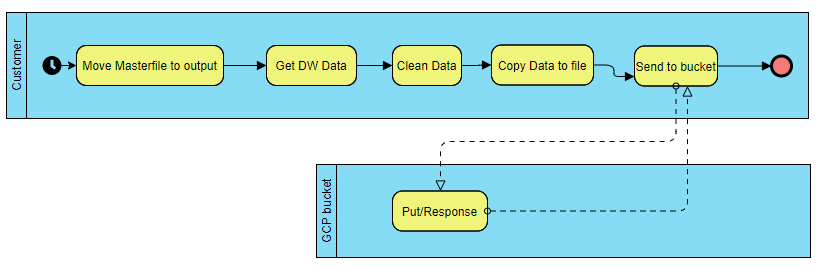 Customer
Move Masterfile to output
Get DW Data
Clean Data
Copy Data to file
Send to bucket
GCP bucket
Put/Response